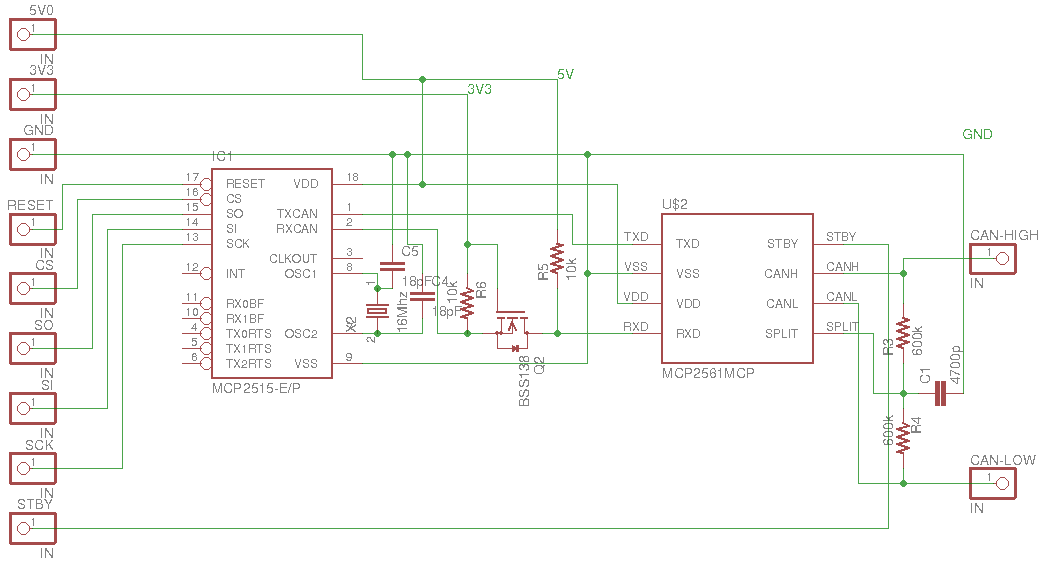 5V0
1
IN
3V3
1
IN
GND
1
IN
RESET
1
IN
CS
1
IN
SO
1
IN
SI
1
IN
SCK
1
IN
STBY
1
IN
5V
3V3
GND
IC1
17 RESET VDD 18
16 CS
15 SO TXCAN 1
14 SI RXCAN 2
13 SCK
CLKOUT 3
12 INT OSC1 8
11 RX0BF
10 RX1BF
4 TX0RTS OSC2
5 TX1RTS
6 TX2RTS VSS 9
MCP2515-E/P
C5
18pF
C4
18pF
1
X2
16Mhz
2
R6
10k
R5
10k
BSS138
Q2
U$2
TXD TXD STBY STBY
VSS VSS CANH CANH
VDD VDD CANL CANL
RXD RXD SPLIT SPLIT
MCP2561MCP
R3
600k
C1
4700p
R4
600k
CAN-HIGH
1
IN
CAN-LOW
1
IN